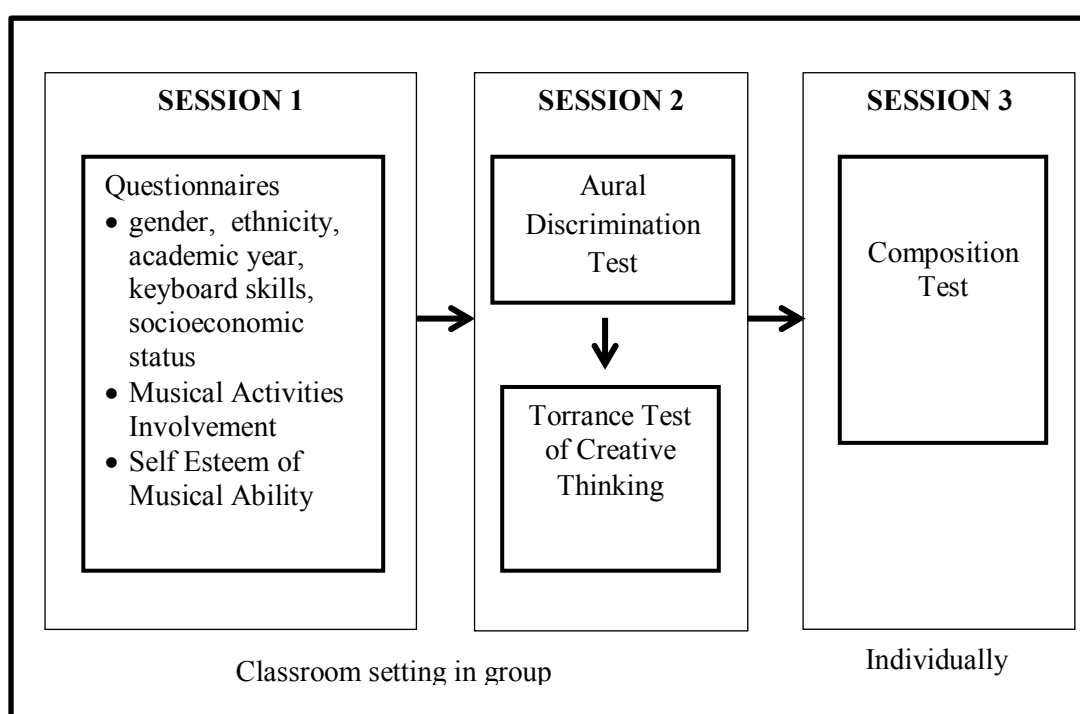 SESSION 1
Questionnaires
• gender, ethnicity,
academic year,
keyboard skills,
socioeconomic
status
• Musical Activities
Involvement
• Self Esteem of
Musical Ability
SESSION 2
Aural
Discrimination
Test
Torrance Test
of Creative
Thinking
SESSION 3
Composition
Test
Classroom setting in group
Individually